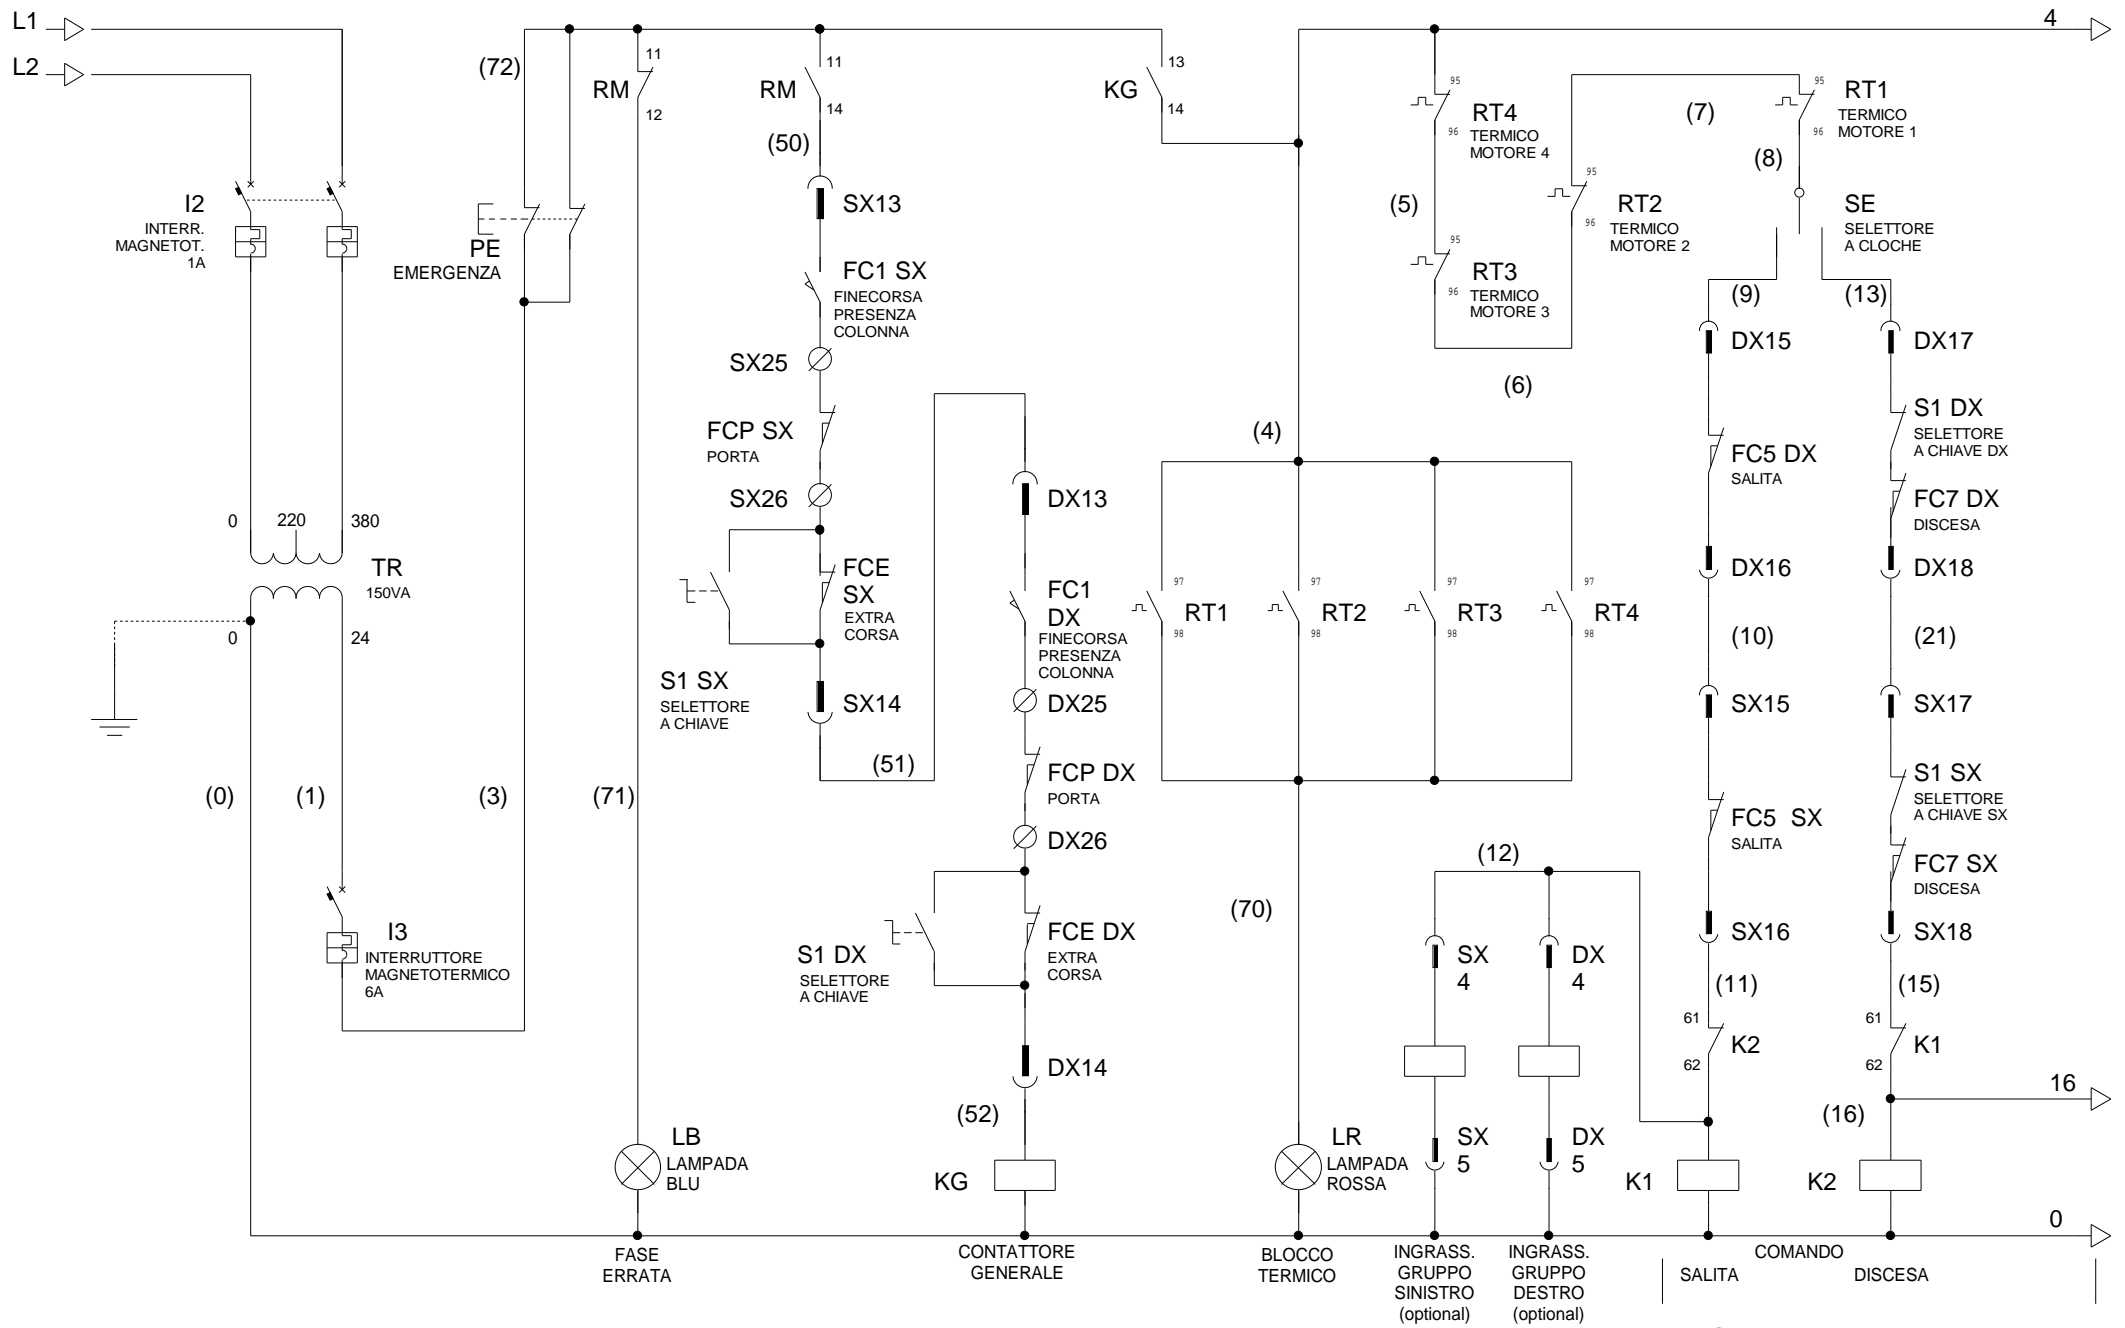 L1
L2
I2
INTERR.
MAGNETOT.
1A
0
220
380
TR
150VA
0
24
(0)
(1)
I3
INTERRUTTORE
MAGNETOTERMICO
6A
(3)
(72)
PE
EMERGENZA
RM
11
12
(71)
LB
LAMPADA
BLU
FASE
ERRATA
RM
11
14
(50)
SX13
FC1 SX
FINECORSA
PRESENZA
COLONNA
SX25
FCP SX
PORTA
SX26
FCE
SX
EXTRA
CORSA
S1 SX
SELETTORE
A CHIAVE
SX14
(51)
DX13
FC1
DX
FINECORSA
PRESENZA
COLONNA
DX25
FCP DX
PORTA
DX26
FCE DX
EXTRA
CORSA
S1 DX
SELETTORE
A CHIAVE
DX14
(52)
KG
CONTATTORE
GENERALE
KG
13
14
(4)
97
RT1
98
97
RT2
98
97
RT3
98
97
RT4
98
(70)
LR
LAMPADA
ROSSA
BLOCCO
TERMICO
4
95
RT4
96
TERMICO
MOTORE 4
(5)
95
RT3
96
TERMICO
MOTORE 3
(6)
95
RT2
96
TERMICO
MOTORE 2
(7)
95
RT1
96
TERMICO
MOTORE 1
(8)
SE
SELETTORE
A CLOCHE
(9)
(13)
DX15
FC5 DX
SALITA
DX16
(10)
SX15
FC5 SX
SALITA
SX16
(11)
61
K2
62
K1
DX17
S1 DX
SELETTORE
A CHIAVE DX
FC7 DX
DISCESA
DX18
(21)
SX17
S1 SX
SELETTORE
A CHIAVE SX
FC7 SX
DISCESA
SX18
(15)
61
K1
62
(16)
16
K2
0
(12)
SX
4
DX
4
SX
5
DX
5
INGRASS.
GRUPPO
SINISTRO
(optional)
INGRASS.
GRUPPO
DESTRO
(optional)
COMANDO
SALITA
DISCESA